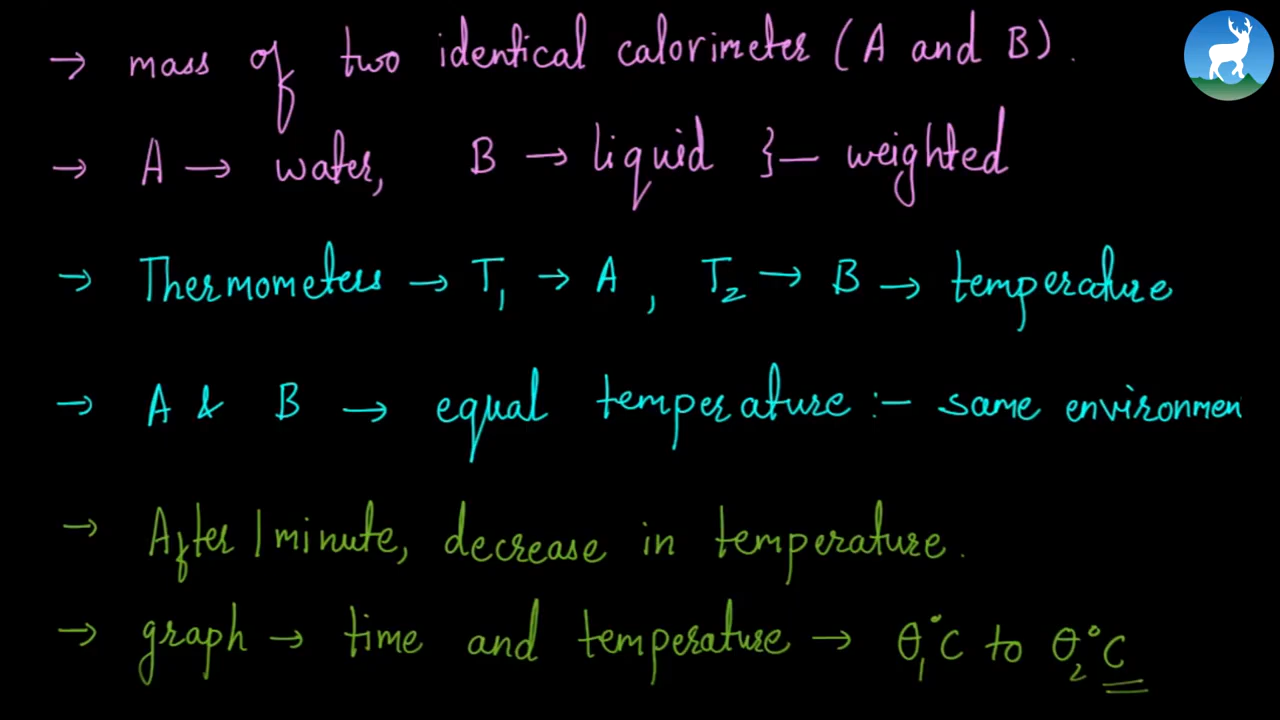 → mass of two identical calorimeter (A and B).
→ A → water, B → liquid }— weighted
→ Thermometers → T₁ → A, T₂ → B → temperature
→ A & B → equal temperature :- same environmen
→ After 1 minute, decrease in temperature.
→ graph → time and temperature → θ₁°C to θ₂°C